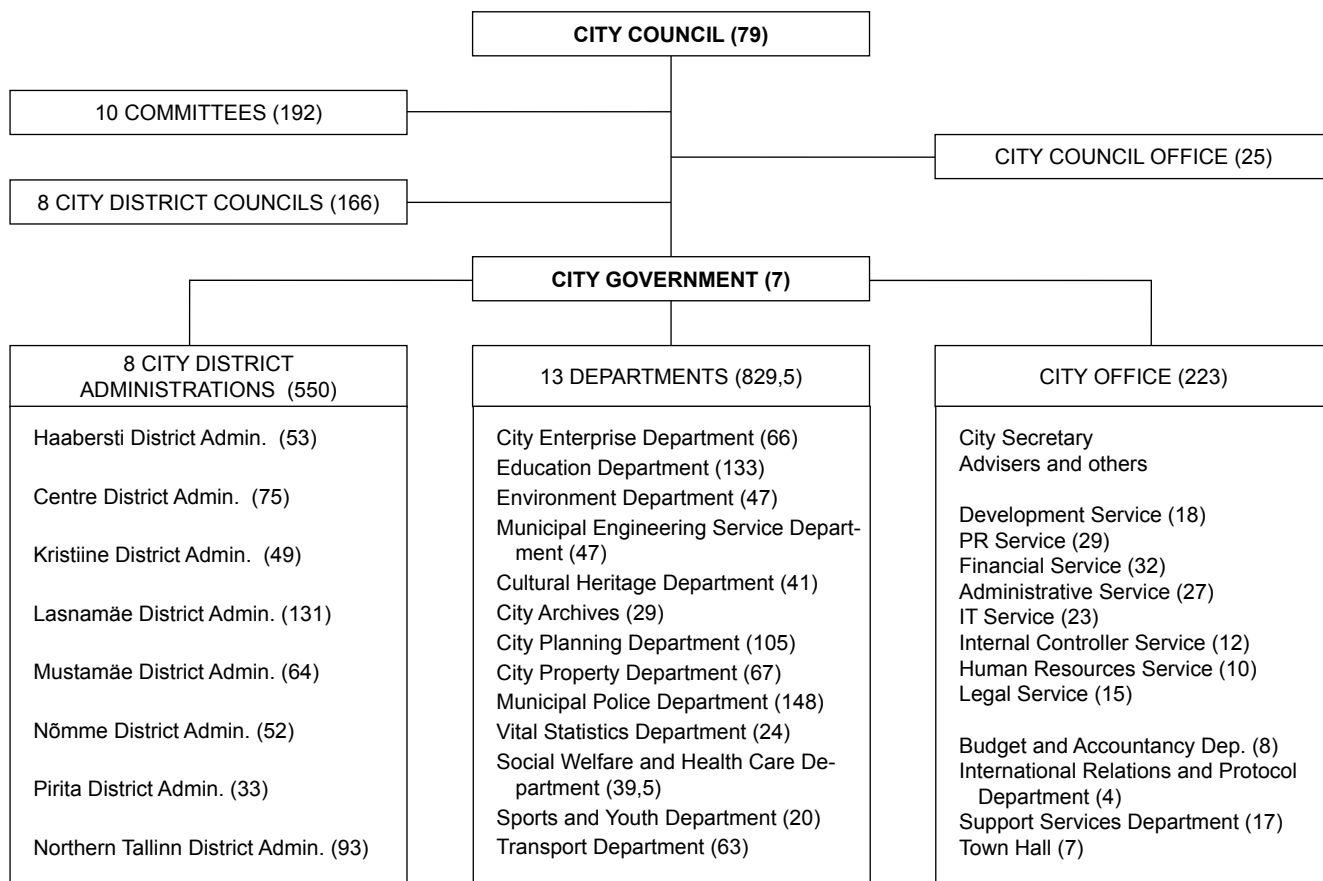 CITY COUNCIL (79)
10 COMMITTEES (192)
CITY COUNCIL OFFICE (25)
8 CITY DISTRICT COUNCILS (166)
CITY GOVERNMENT (7)
8 CITY DISTRICT
ADMINISTRATIONS (550)
Haabersti District Admin. (53)
Centre District Admin. (75)
Kristiine District Admin. (49)
Lasnamäe District Admin. (131)
Mustamäe District Admin. (64)
Nõmme District Admin. (52)
Pirita District Admin. (33)
Northern Tallinn District Admin. (93)
13 DEPARTMENTS (829,5)
City Enterprise Department (66)
Education Department (133)
Environment Department (47)
Municipal Engineering Service Depart-
ment (47)
Cultural Heritage Department (41)
City Archives (29)
City Planning Department (105)
City Property Department (67)
Municipal Police Department (148)
Vital Statistics Department (24)
Social Welfare and Health Care De-
partment (39,5)
Sports and Youth Department (20)
Transport Department (63)
CITY OFFICE (223)
City Secretary
Advisers and others
Development Service (18)
PR Service (29)
Financial Service (32)
Administrative Service (27)
IT Service (23)
Internal Controller Service (12)
Human Resources Service (10)
Legal Service (15)
Budget and Accountancy Dep. (8)
International Relations and Protocol
Department (4)
Support Services Department (17)
Town Hall (7)